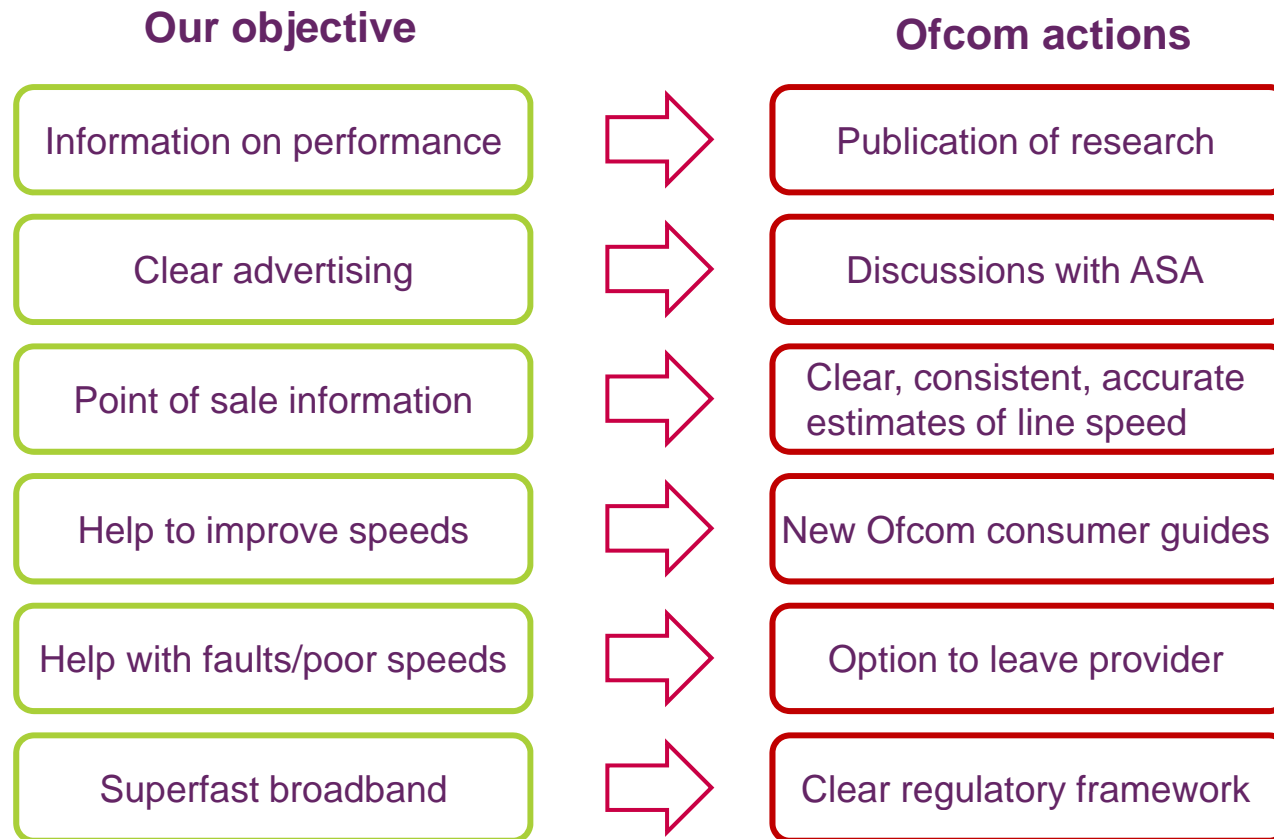 Our objective
Ofcom actions
Information on performance
Publication of research
Clear advertising
Discussions with ASA
Point of sale information
Clear, consistent, accurate
estimates of line speed
Help to improve speeds
New Ofcom consumer guides
Help with faults/poor speeds
Option to leave provider
Superfast broadband
Clear regulatory framework